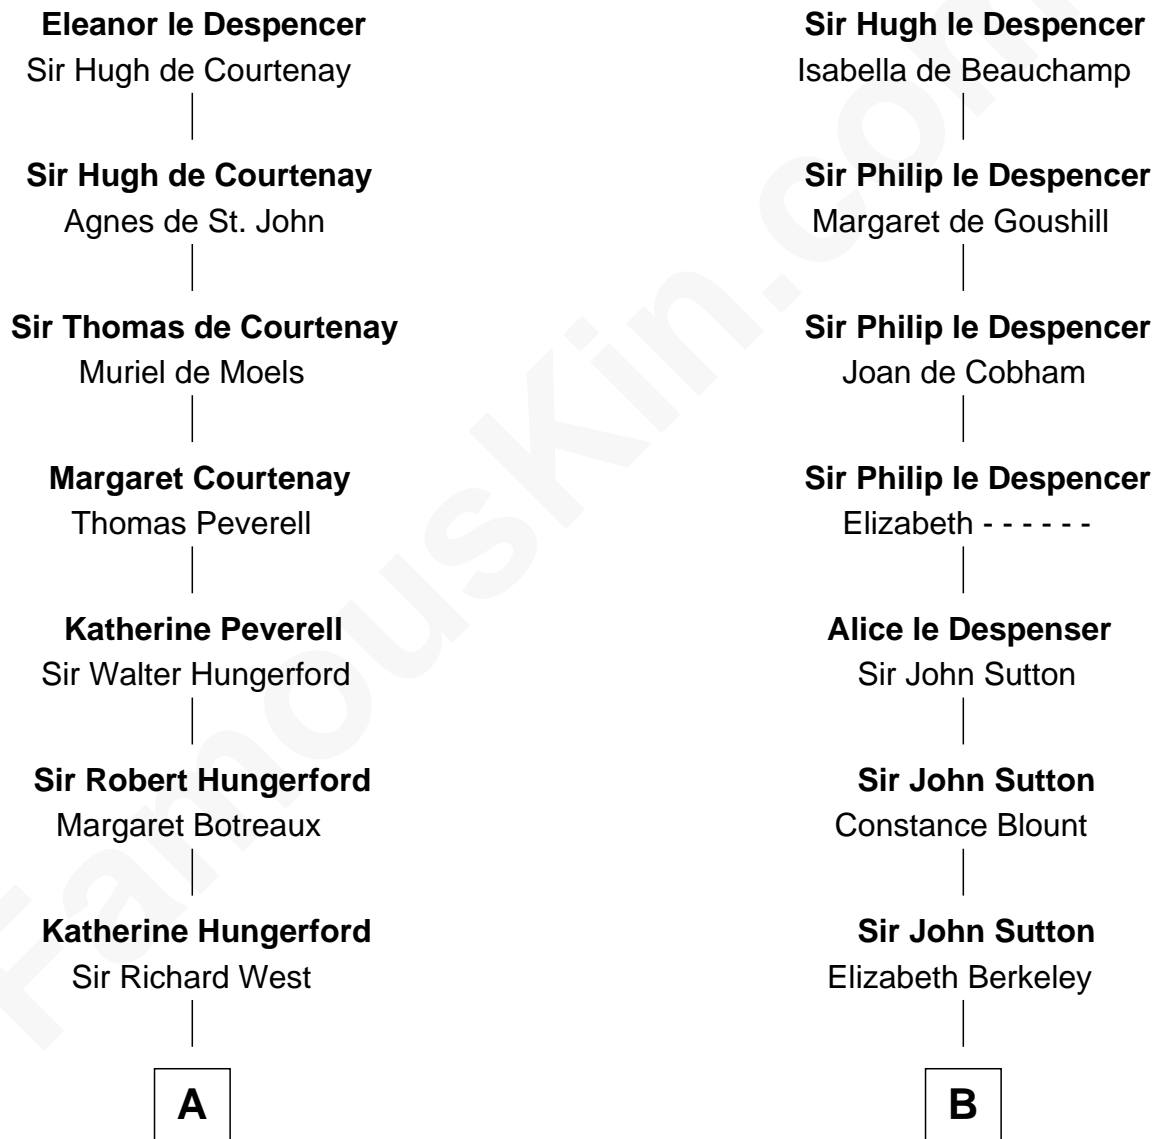 Eleanor le Despencer
Sir Hugh de Courtenay
Sir Hugh de Courtenay
Agnes de St. John
Sir Thomas de Courtenay
Muriel de Moels
Margaret Courtenay
Thomas Peverell
Katherine Peverell
Sir Walter Hungerford
Sir Robert Hungerford
Margaret Botreaux
Katherine Hungerford
Sir Richard West
A
Sir Hugh le Despencer
Isabella de Beauchamp
Sir Philip le Despencer
Margaret de Goushill
Sir Philip le Despencer
Joan de Cobham
Sir Philip le Despencer
Elizabeth - - - - - -
Alice le Despenser
Sir John Sutton
Sir John Sutton
Constance Blount
Sir John Sutton
Elizabeth Berkeley
B
FamousKin.com